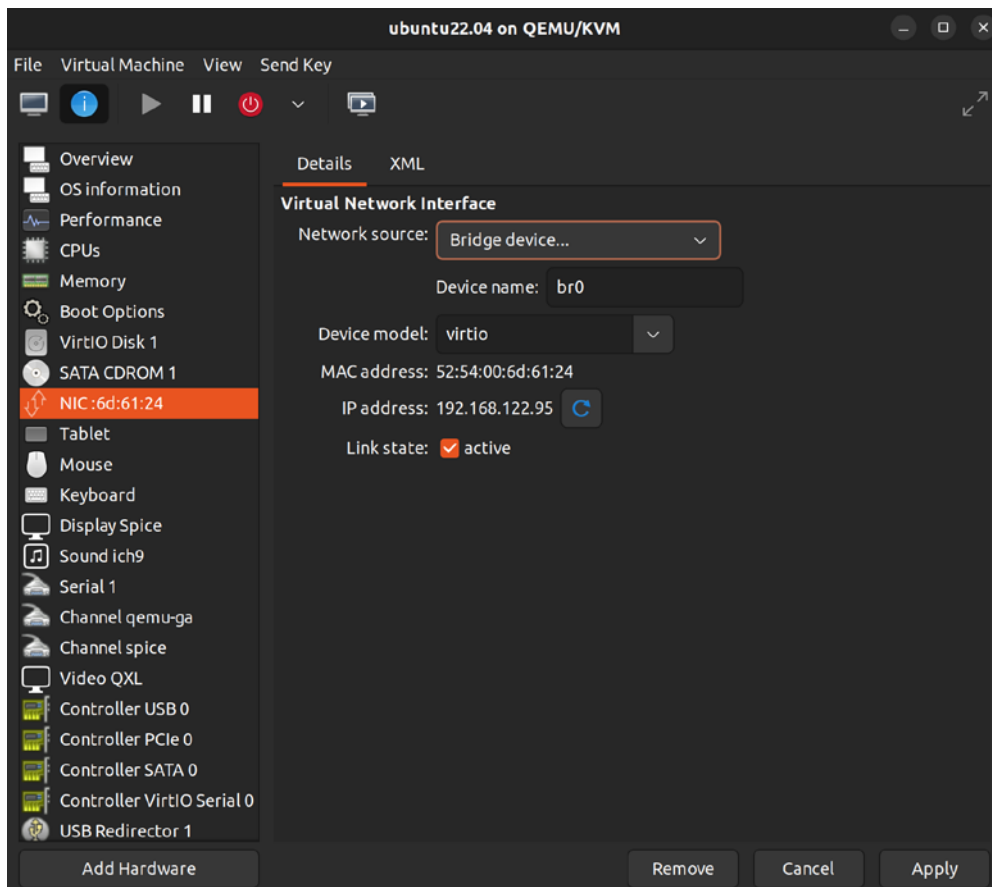 ubuntu22.04 on QEMU/KVM
File Virtual Machine View Send Key
Overview
OS information
Performance
CPUs
Memory
Boot Options
VirtIO Disk 1
SATA CDROM 1
NIC :6d:61:24
Tablet
Mouse
Keyboard
Display Spice
Sound ich9
Serial 1
Channel qemu-ga
Channel spice
Video QXL
Controller USB 0
Controller PCIe 0
Controller SATA 0
Controller VirtIO Serial 0
USB Redirector 1
Add Hardware
Details XML
Virtual Network Interface
Network source: Bridge device...
Device name: br0
Device model: virtio
MAC address: 52:54:00:6d:61:24
IP address: 192.168.122.95
Link state: active
Remove Cancel Apply